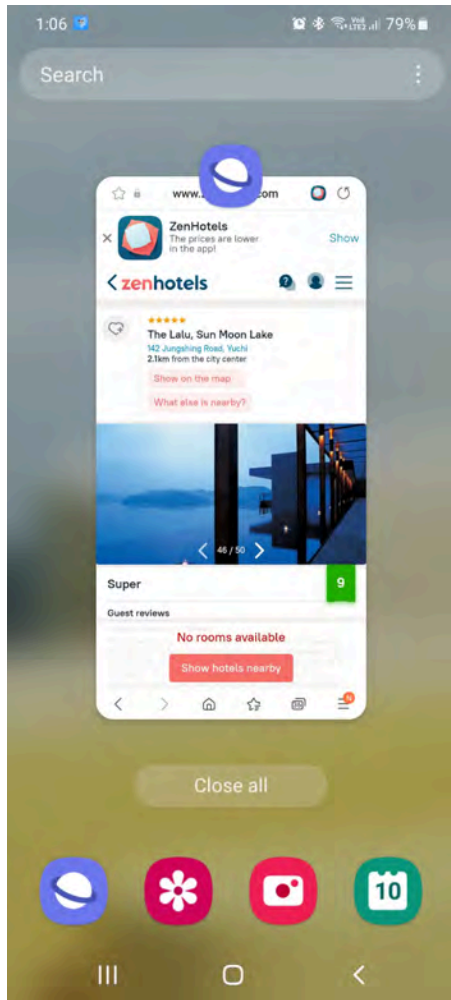 1:06
79%
Search
ZenHotels
The prices are lower
in the app!
Show
zenhotels
The Lalu, Sun Moon Lake
142 Jungshing Road, Yuchi
2.1km from the city center
Show on the map
What else is nearby?
46 / 50
Super
9
Guest reviews
No rooms available
Show hotels nearby
N
Close all
10